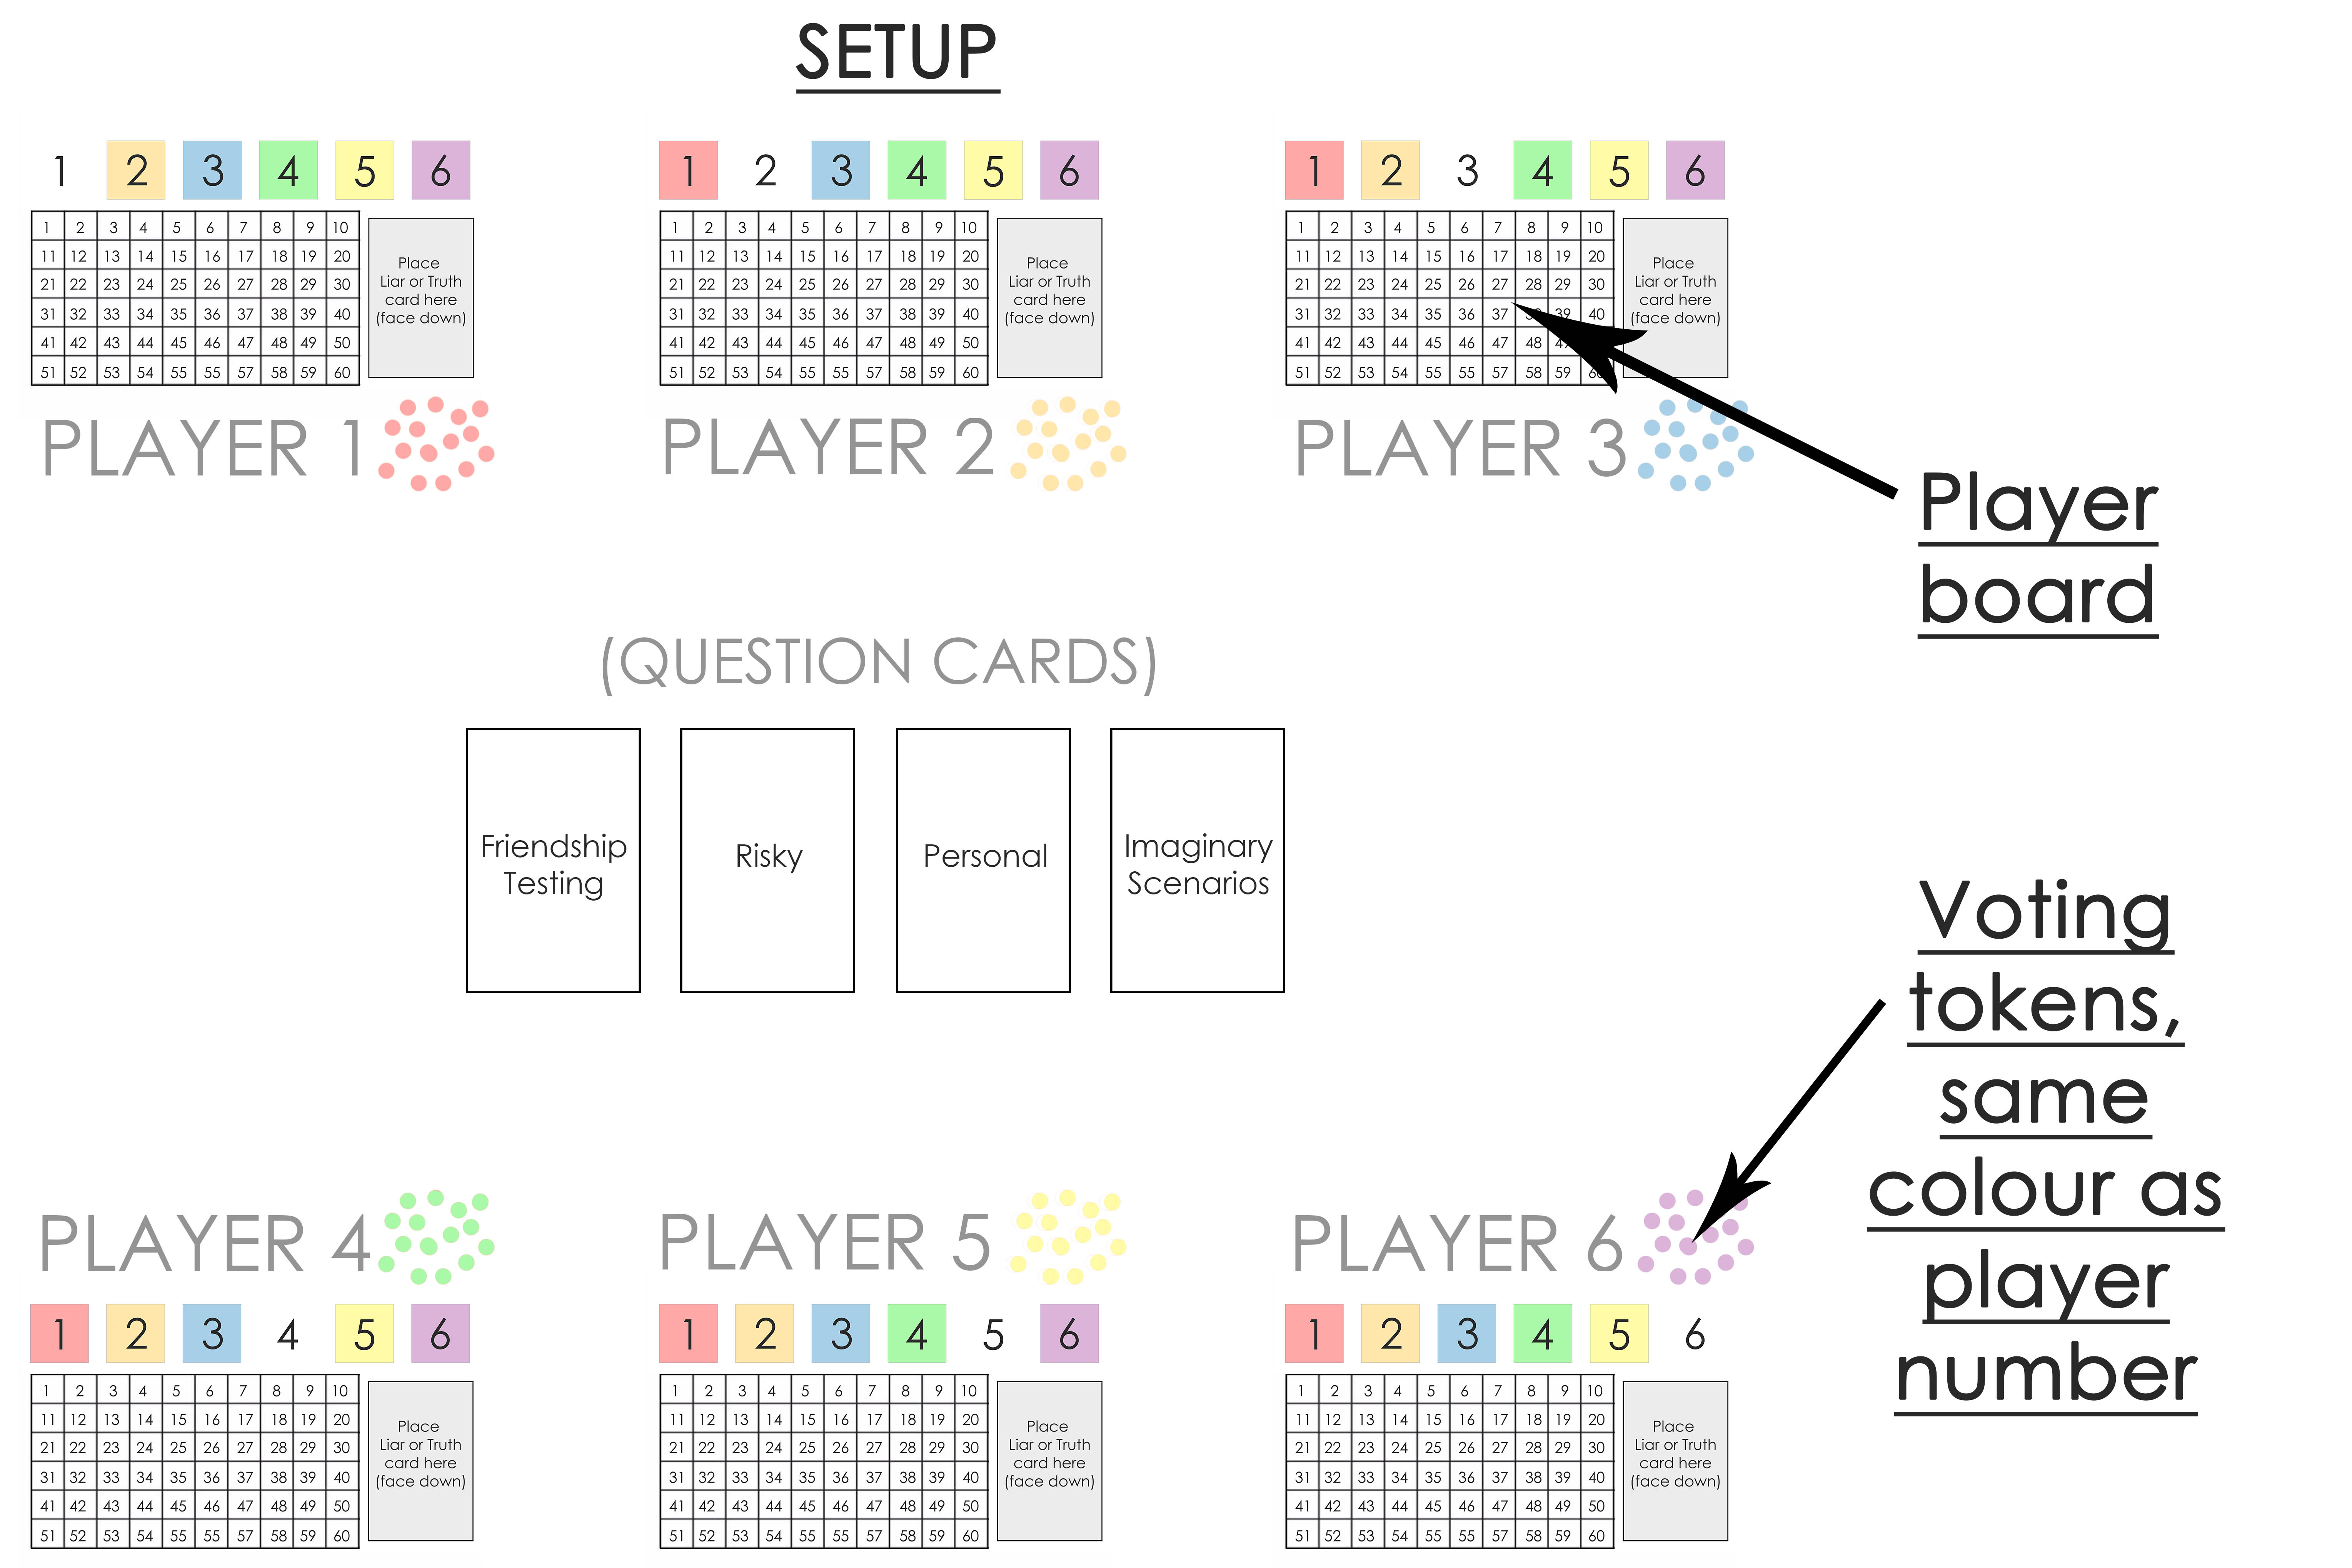 SETUP
1 2 3 4 5 6
1 2 3 4 5 6 7 8 9 10
11 12 13 14 15 16 17 18 19 20
21 22 23 24 25 26 27 28 29 30
31 32 33 34 35 36 37 38 39 40
41 42 43 44 45 46 47 48 49 50
51 52 53 54 55 55 57 58 59 60
Place
Liar or Truth
card here
(face down)
PLAYER 1
1 2 3 4 5 6
1 2 3 4 5 6 7 8 9 10
11 12 13 14 15 16 17 18 19 20
21 22 23 24 25 26 27 28 29 30
31 32 33 34 35 36 37 38 39 40
41 42 43 44 45 46 47 48 49 50
51 52 53 54 55 55 57 58 59 60
Place
Liar or Truth
card here
(face down)
PLAYER 2
1 2 3 4 5 6
1 2 3 4 5 6 7 8 9 10
11 12 13 14 15 16 17 18 19 20
21 22 23 24 25 26 27 28 29 30
31 32 33 34 35 36 37 39 40
41 42 43 44 45 46 47 48
51 52 53 54 55 55 57 58 59
Place
Liar or Truth
card here
(face down)
PLAYER 3
Player
board
(QUESTION CARDS)
Friendship
Testing
Risky
Personal
Imaginary
Scenarios
Voting
tokens,
same
colour as
player
number
PLAYER 4
1 2 3 4 5 6
1 2 3 4 5 6 7 8 9 10
11 12 13 14 15 16 17 18 19 20
21 22 23 24 25 26 27 28 29 30
31 32 33 34 35 36 37 38 39 40
41 42 43 44 45 46 47 48 49 50
51 52 53 54 55 55 57 58 59 60
Place
Liar or Truth
card here
(face down)
PLAYER 5
1 2 3 4 5 6
1 2 3 4 5 6 7 8 9 10
11 12 13 14 15 16 17 18 19 20
21 22 23 24 25 26 27 28 29 30
31 32 33 34 35 36 37 38 39 40
41 42 43 44 45 46 47 48 49 50
51 52 53 54 55 55 57 58 59 60
Place
Liar or Truth
card here
(face down)
PLAYER 6
1 2 3 4 5 6
1 2 3 4 5 6 7 8 9 10
11 12 13 14 15 16 17 18 19 20
21 22 23 24 25 26 27 28 29 30
31 32 33 34 35 36 37 38 39 40
41 42 43 44 45 46 47 48 49 50
51 52 53 54 55 55 57 58 59 60
Place
Liar or Truth
card here
(face down)